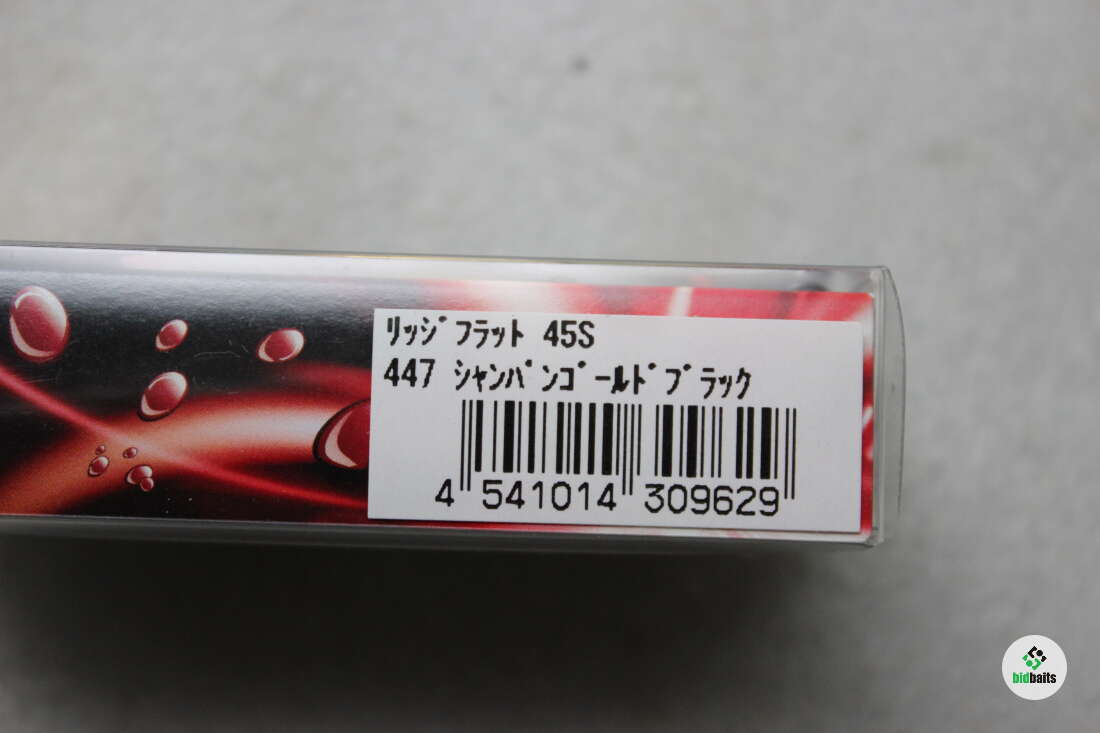 ﾘｯｼﾞﾌﾗｯﾄ 45S
447 ｼｬﾝﾊﾟﾝｺﾞｰﾙﾄﾞﾌﾞﾗｯｸ
4 541014 309629
bidbaits